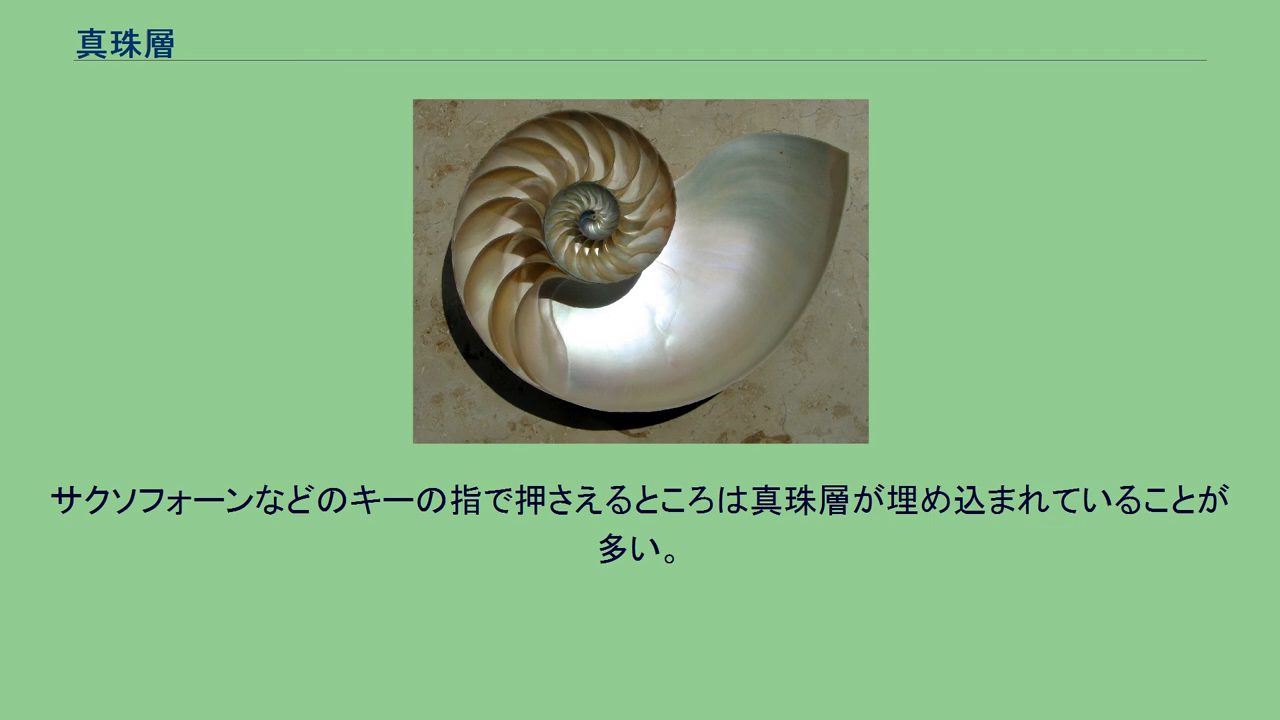 真珠層
サクソフォーンなどのキーの指で押さえるところは真珠層が埋め込まれていることが
多い。